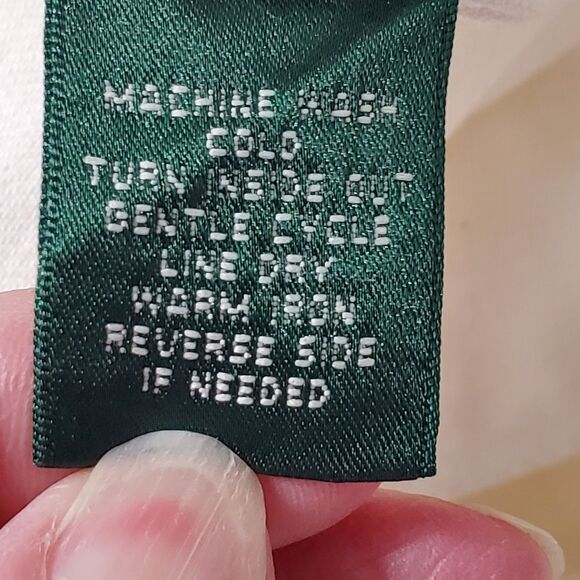 MACHINE WASH
COLD
TURN INSIDE OUT
GENTLE CYCLE
LINE DRY
WARM IRON
REVERSE SIDE
IF NEEDED